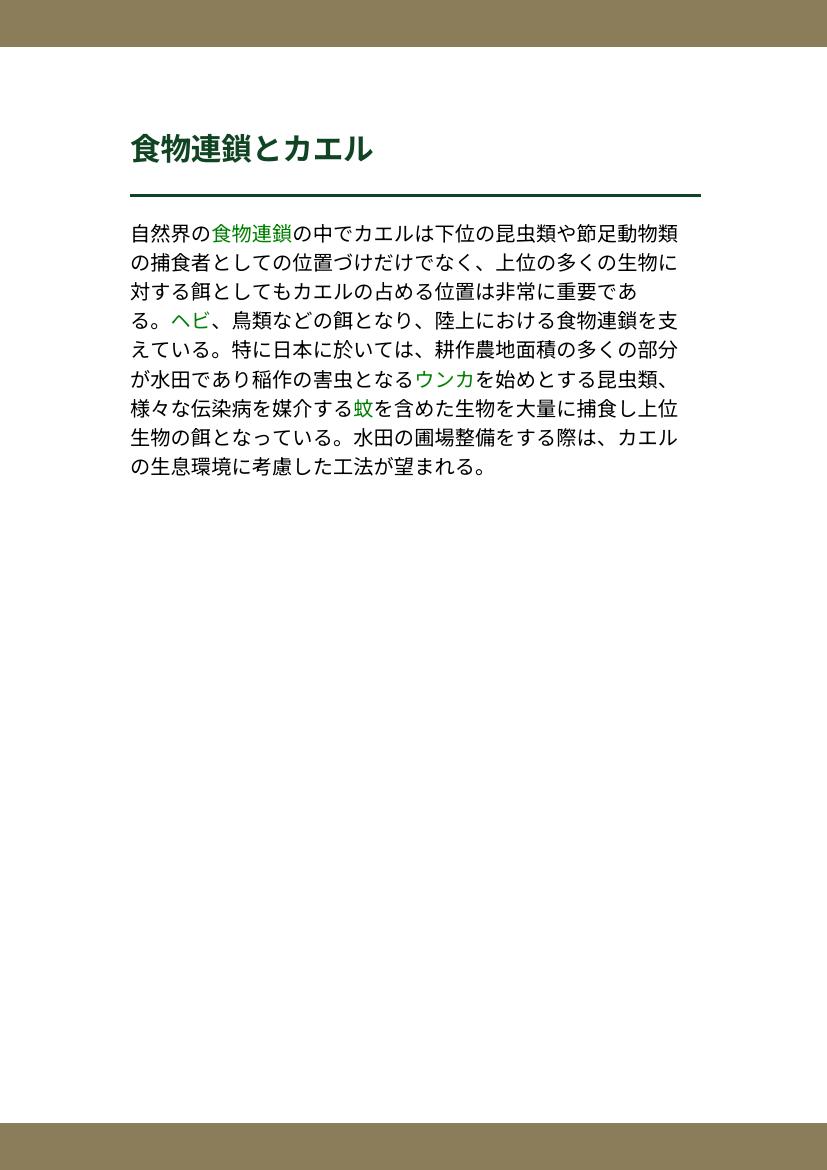 食物連鎖とカエル
自然界の食物連鎖の中でカエルは下位の昆虫類や節足動物類
の捕食者としての位置づけだけでなく、上位の多くの生物に
対する餌としてもカエルの占める位置は非常に重要であ
る。ヘビ、鳥類などの餌となり、陸上における食物連鎖を支
えている。特に日本に於いては、耕作農地面積の多くの部分
が水田であり稲作の害虫となるウンカを始めとする昆虫類、
様々な伝染病を媒介する蚊を含めた生物を大量に捕食し上位
生物の餌となっている。水田の圃場整備をする際は、カエル
の生息環境に考慮した工法が望まれる。